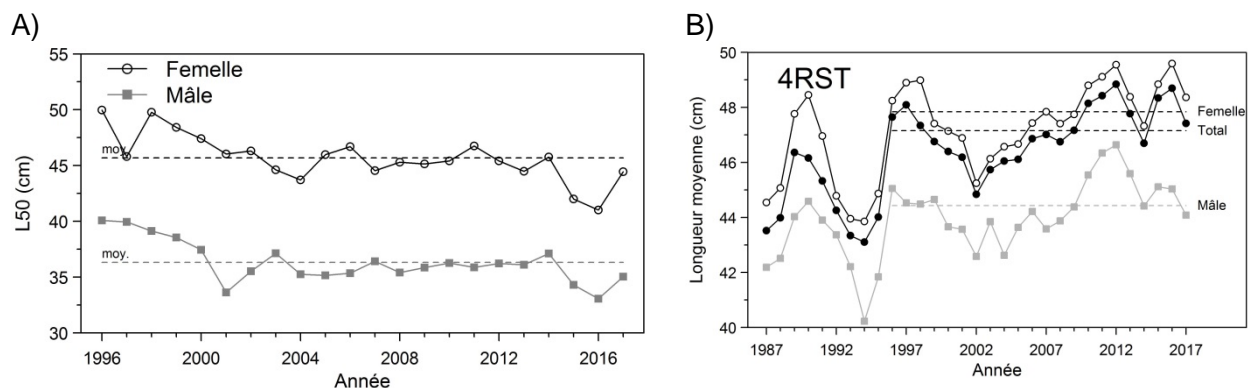 A)
55
50
45
40
35
30
L50 (cm)
Femelle
Mâle
moy.
moy.
1996 2000 2004 2008 2012 2016
Année
B)
50
48
46
44
42
40
Longueur moyenne (cm)
4RST
Femelle
Total
Mâle
1987 1992 1997 2002 2007 2012 2017
Année